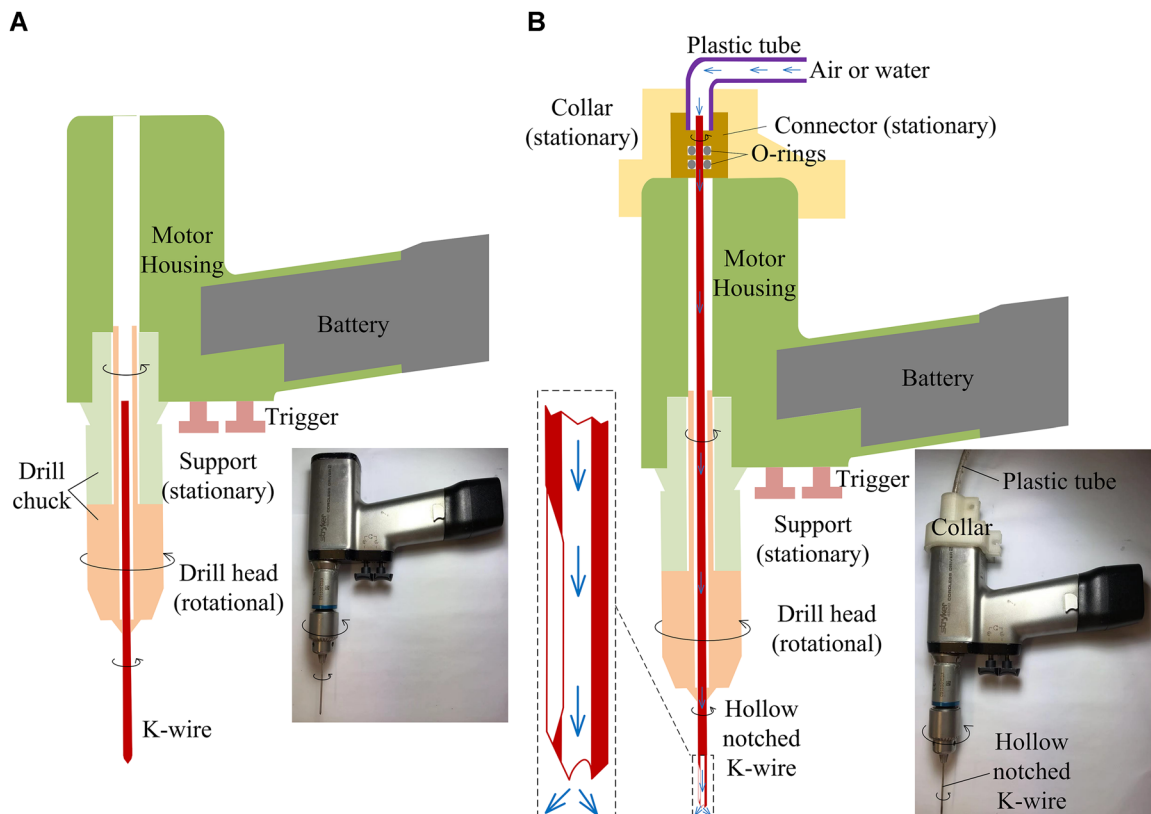 A
Motor
Housing
Battery
Trigger
Drill
chuck
Support
(stationary)
Drill head
(rotational)
K-wire
stryker
B
Plastic tube
Air or water
Collar
(stationary)
Connector (stationary)
O-rings
Motor
Housing
Battery
Trigger
Support
(stationary)
Drill head
(rotational)
Hollow
notched
K-wire
Plastic tube
Collar
stryker
Hollow
notched
K-wire